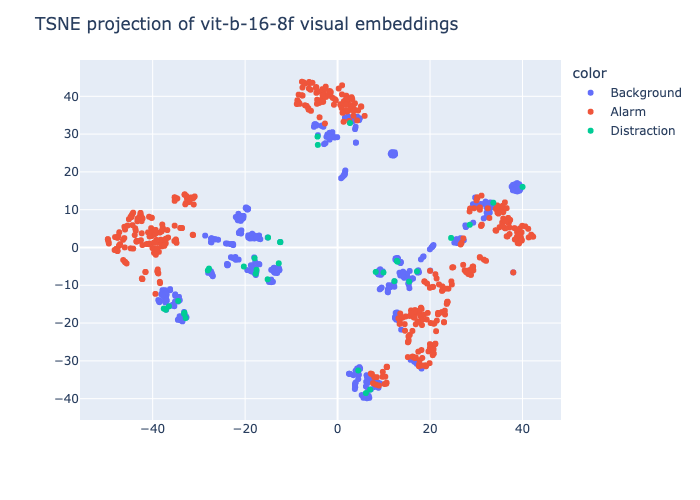 TSNE projection of vit-b-16-8f visual embeddings
color
Background
Alarm
Distraction
40
30
20
10
0
−10
−20
−30
−40
−40
−20
0
20
40